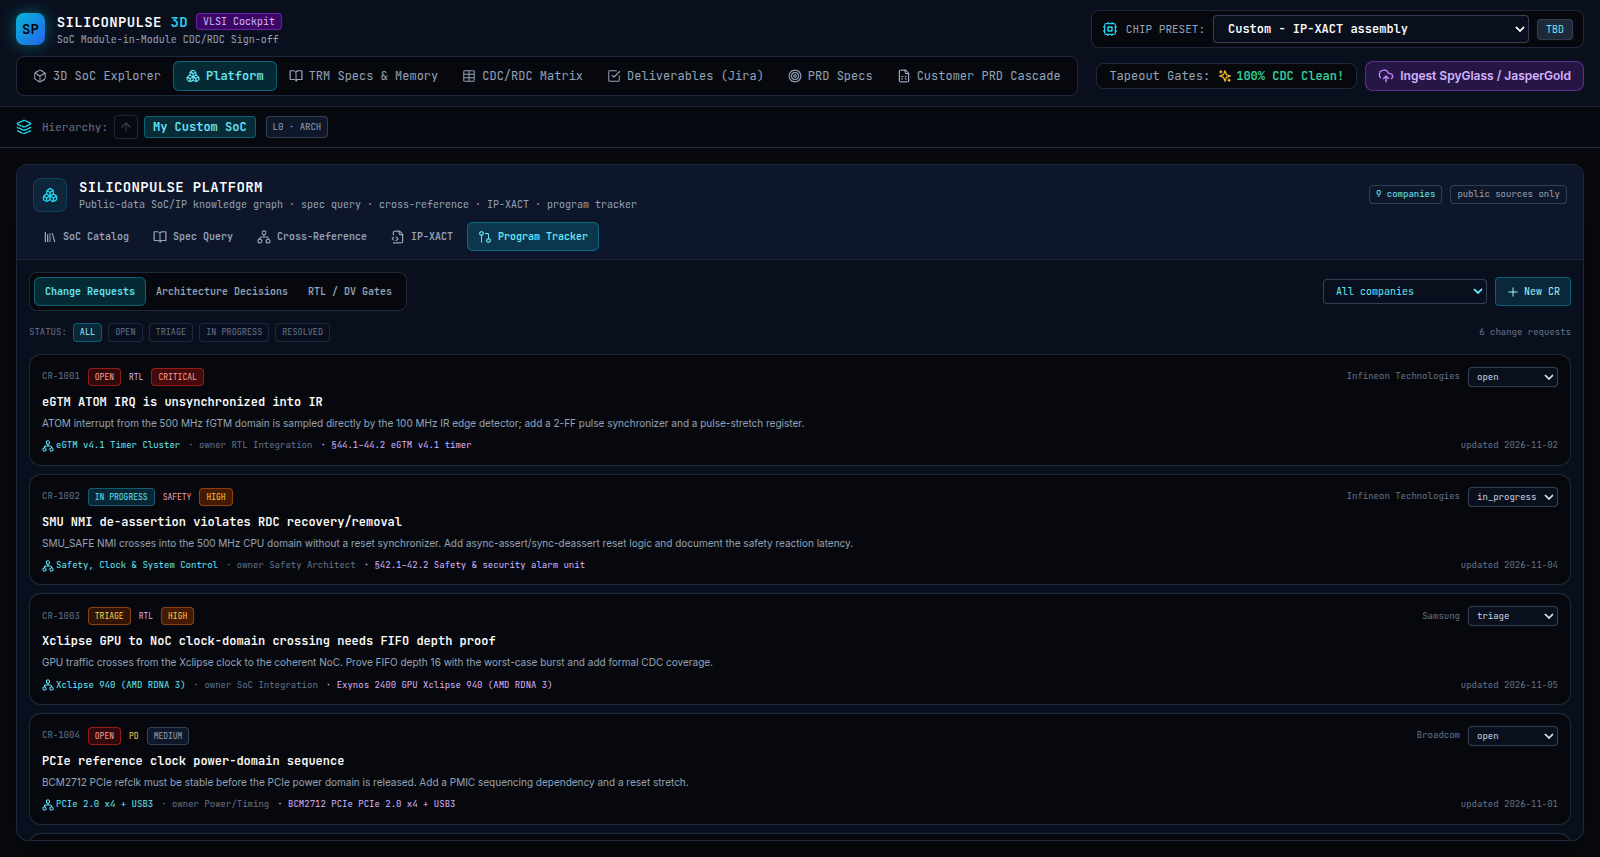 SP
SILICONPULSE 3D VLSI Cockpit
SoC Module-in-Module CDC/RDC Sign-off
CHIP PRESET: Custom - IP-XACT assembly TBD
3D SoC Explorer Platform TRM Specs & Memory CDC/RDC Matrix Deliverables (Jira) PRD Specs Customer PRD Cascade
Tapeout Gates: 100% CDC Clean! Ingest SpyGlass / JasperGold
Hierarchy: My Custom SoC L0 · ARCH
SILICONPULSE PLATFORM
Public-data SoC/IP knowledge graph · spec query · cross-reference · IP-XACT · program tracker
9 companies public sources only
SoC Catalog Spec Query Cross-Reference IP-XACT Program Tracker
Change Requests Architecture Decisions RTL / DV Gates
All companies New CR
STATUS: ALL OPEN TRIAGE IN PROGRESS RESOLVED
6 change requests
CR-1001 OPEN RTL CRITICAL Infineon Technologies open
eGTM ATOM IRQ is unsynchronized into IR
ATOM interrupt from the 500 MHz fGTM domain is sampled directly by the 100 MHz IR edge detector; add a 2-FF pulse synchronizer and a pulse-stretch register.
eGTM v4.1 Timer Cluster · owner RTL Integration · §44.1–44.2 eGTM v4.1 timer updated 2026-11-02
CR-1002 IN PROGRESS SAFETY HIGH Infineon Technologies in_progress
SMU NMI de-assertion violates RDC recovery/removal
SMU_SAFE NMI crosses into the 500 MHz CPU domain without a reset synchronizer. Add async-assert/sync-deassert reset logic and document the safety reaction latency.
Safety, Clock & System Control · owner Safety Architect · §42.1–42.2 Safety & security alarm unit updated 2026-11-04
CR-1003 TRIAGE RTL HIGH Samsung triage
Xclipse GPU to NoC clock-domain crossing needs FIFO depth proof
GPU traffic crosses from the Xclipse clock to the coherent NoC. Prove FIFO depth 16 with the worst-case burst and add formal CDC coverage.
Xclipse 940 (AMD RDNA 3) · owner SoC Integration · Exynos 2400 GPU Xclipse 940 (AMD RDNA 3) updated 2026-11-05
CR-1004 OPEN PD MEDIUM Broadcom open
PCIe reference clock power-domain sequence
BCM2712 PCIe refclk must be stable before the PCIe power domain is released. Add a PMIC sequencing dependency and a reset stretch.
PCIe 2.0 x4 + USB3 · owner Power/Timing · BCM2712 PCIe PCIe 2.0 x4 + USB3 updated 2026-11-01